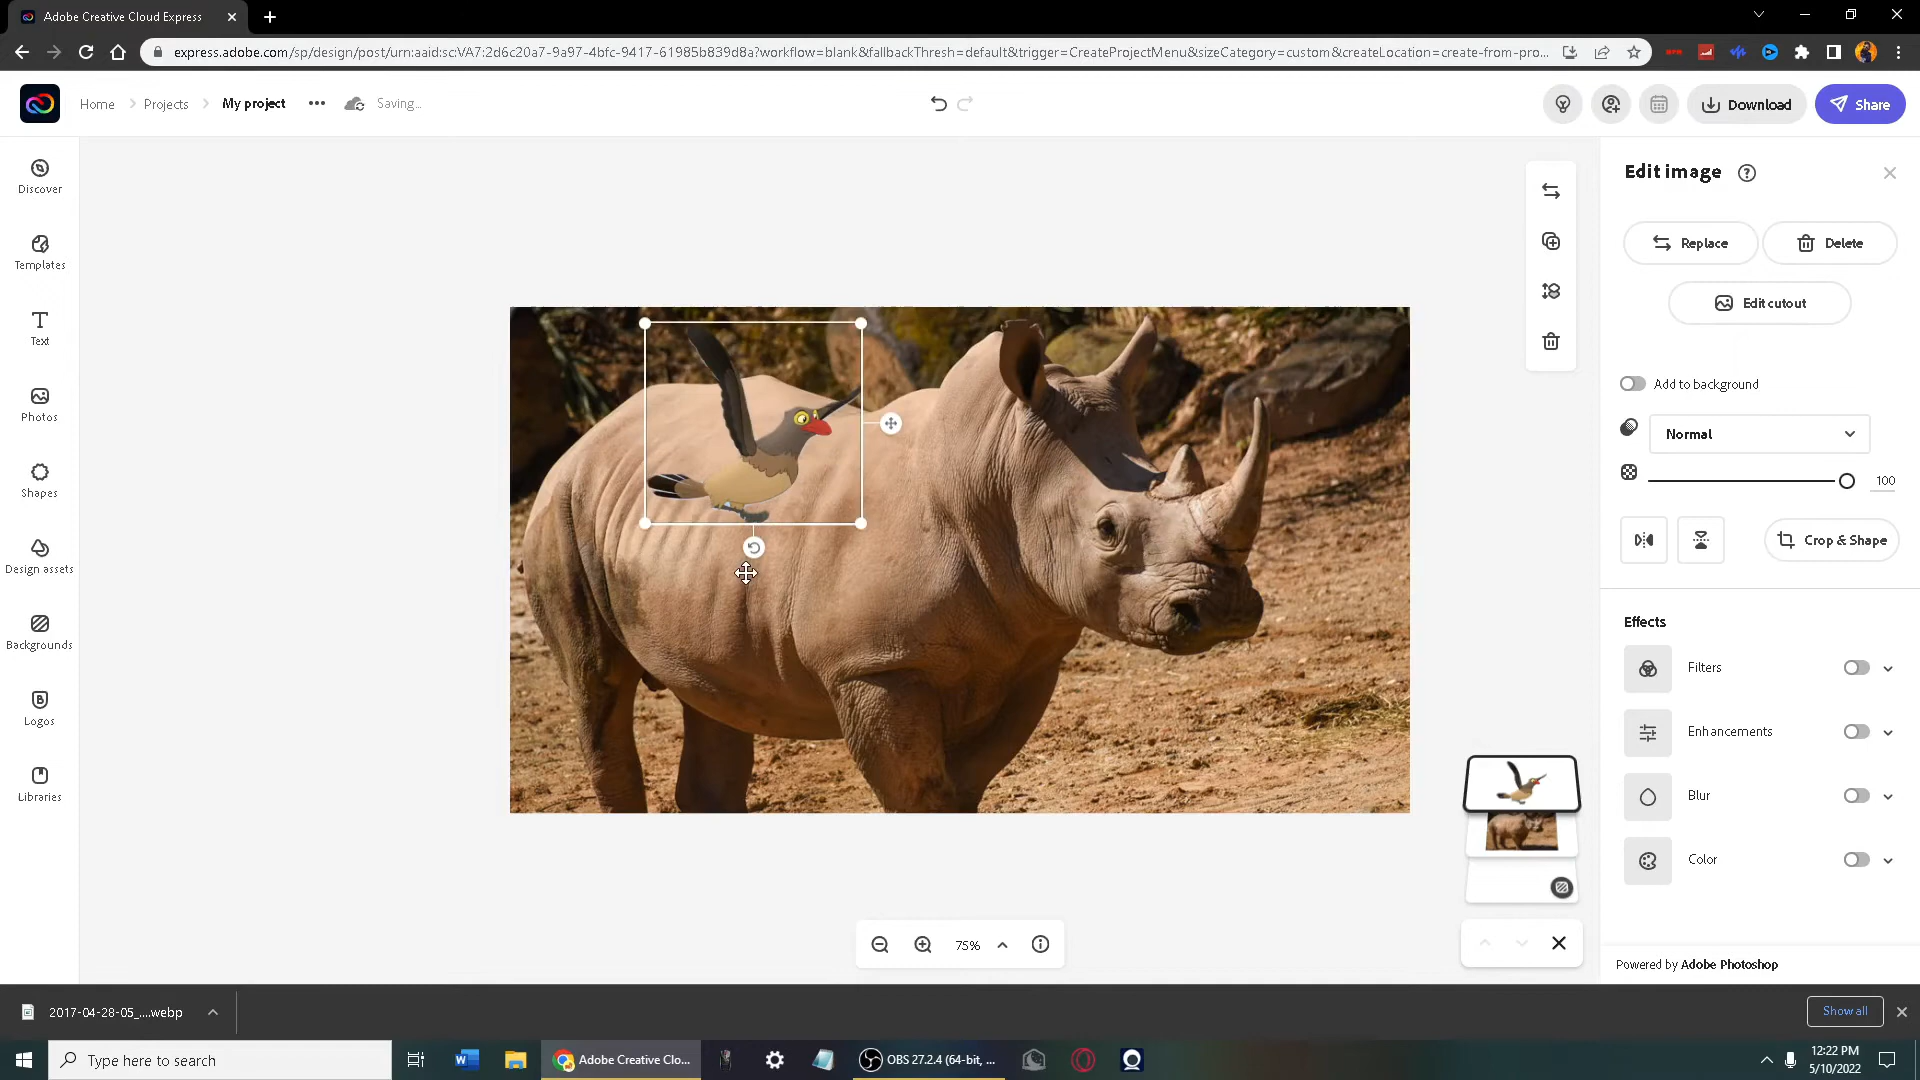 Adobe Creative Cloud Express
express.adobe.com/sp/design/post/urn:aaid:sc:VA7:2d6c20a7-9a97-4bfc-9417-61985b839d8a?workflow=blank&fallbackThresh=default&trigger=CreateProjectMenu&sizeCategory=custom&createLocation=create-from-pro...
Home
Projects
My project
Saving...
Download
Share
Discover
Templates
Text
Photos
Shapes
Design assets
Backgrounds
Logos
Libraries
Edit image
Replace
Delete
Edit cutout
Add to background
Normal
100
Crop & Shape
Effects
Filters
Enhancements
Blur
Color
75%
Powered by Adobe Photoshop
2017-04-28-05_....webp
Show all
Type here to search
Adobe Creative Clo...
OBS 27.2.4 (64-bit, ...
12:22 PM
5/10/2022